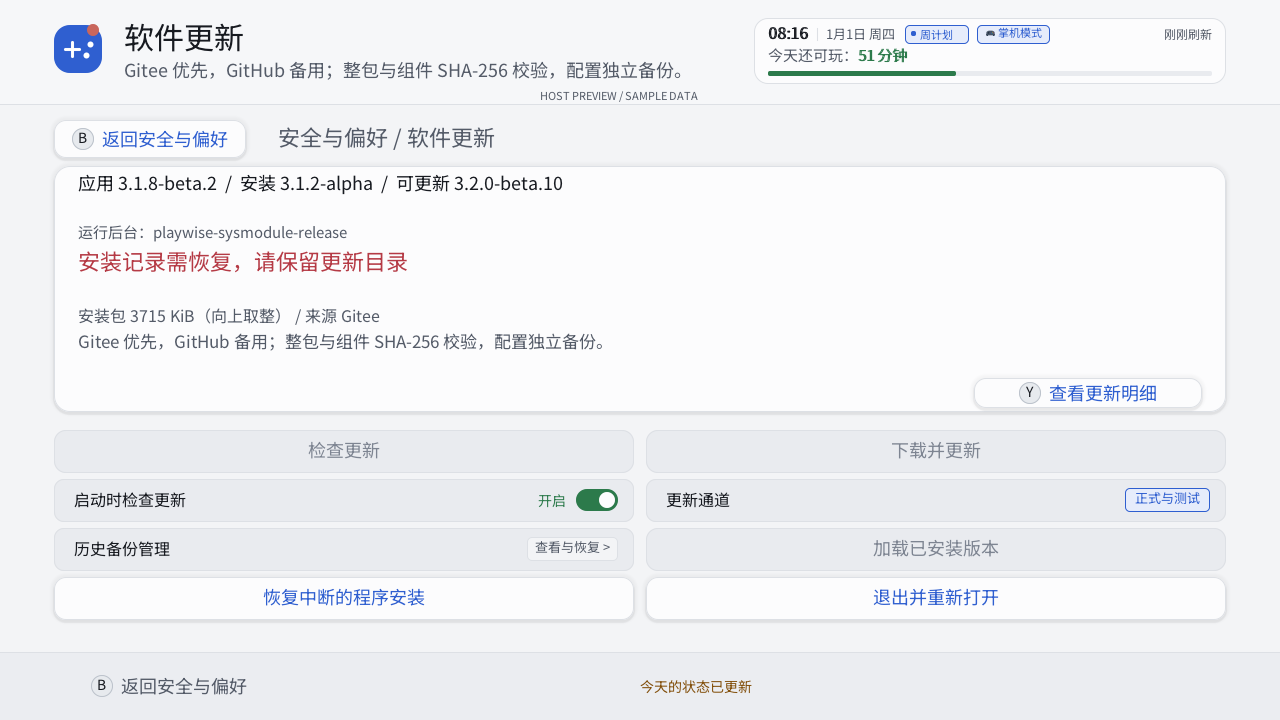 软件更新
Gitee 优先，GitHub 备用；整包与组件 SHA-256 校验，配置独立备份。
08:16 1月1日 周四 周计划 掌机模式 刚刚刷新
今天还可玩：51 分钟
HOST PREVIEW / SAMPLE DATA
B 返回安全与偏好 安全与偏好 / 软件更新
应用 3.1.8-beta.2 / 安装 3.1.2-alpha / 可更新 3.2.0-beta.10
运行后台：playwise-sysmodule-release
安装记录需恢复，请保留更新目录
安装包 3715 KiB（向上取整） / 来源 Gitee
Gitee 优先，GitHub 备用；整包与组件 SHA-256 校验，配置独立备份。
Y 查看更新明细
检查更新 下载并更新
启动时检查更新 开启 更新通道 正式与测试
历史备份管理 查看与恢复 > 加载已安装版本
恢复中断的程序安装 退出并重新打开
B 返回安全与偏好 今天的状态已更新